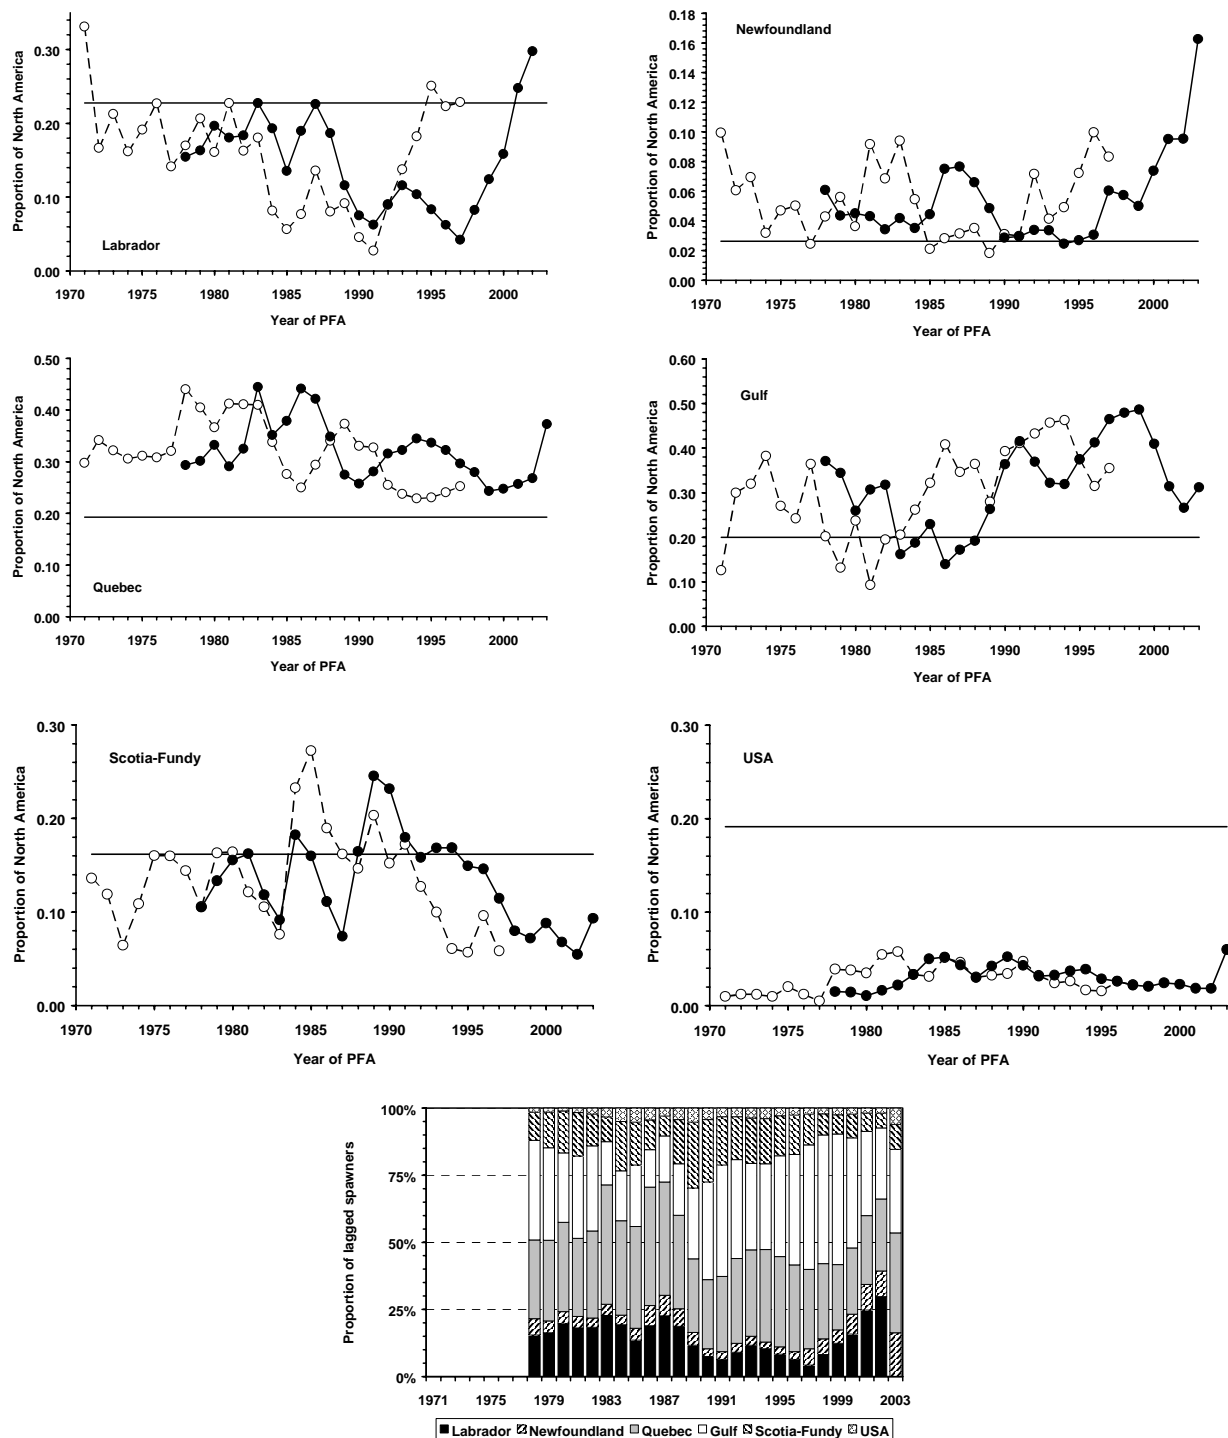 Proportion of North America
0.30
0.20
0.10
0.00
Labrador
1970 1975 1980 1985 1990 1995 2000
Year of PFA
Proportion of North America
0.18
0.16
0.14
0.12
0.10
0.08
0.06
0.04
0.02
0.00
Newfoundland
1970 1975 1980 1985 1990 1995 2000
Year of PFA
Proportion of North America
0.50
0.40
0.30
0.20
0.10
0.00
Quebec
1970 1975 1980 1985 1990 1995 2000
Year of PFA
Proportion of North America
0.60
0.50
0.40
0.30
0.20
0.10
0.00
Gulf
1970 1975 1980 1985 1990 1995 2000
Year of PFA
Proportion of North America
0.30
0.20
0.10
0.00
Scotia-Fundy
1970 1975 1980 1985 1990 1995 2000
Year of PFA
Proportion of North America
0.30
0.20
0.10
0.00
USA
1970 1975 1980 1985 1990 1995 2000
Year of PFA
Proportion of lagged spawners
100%
75%
50%
25%
0%
1971 1975 1979 1983 1987 1991 1995 1999 2003
Labrador Newfoundland Quebec Gulf Scotia-Fundy USA